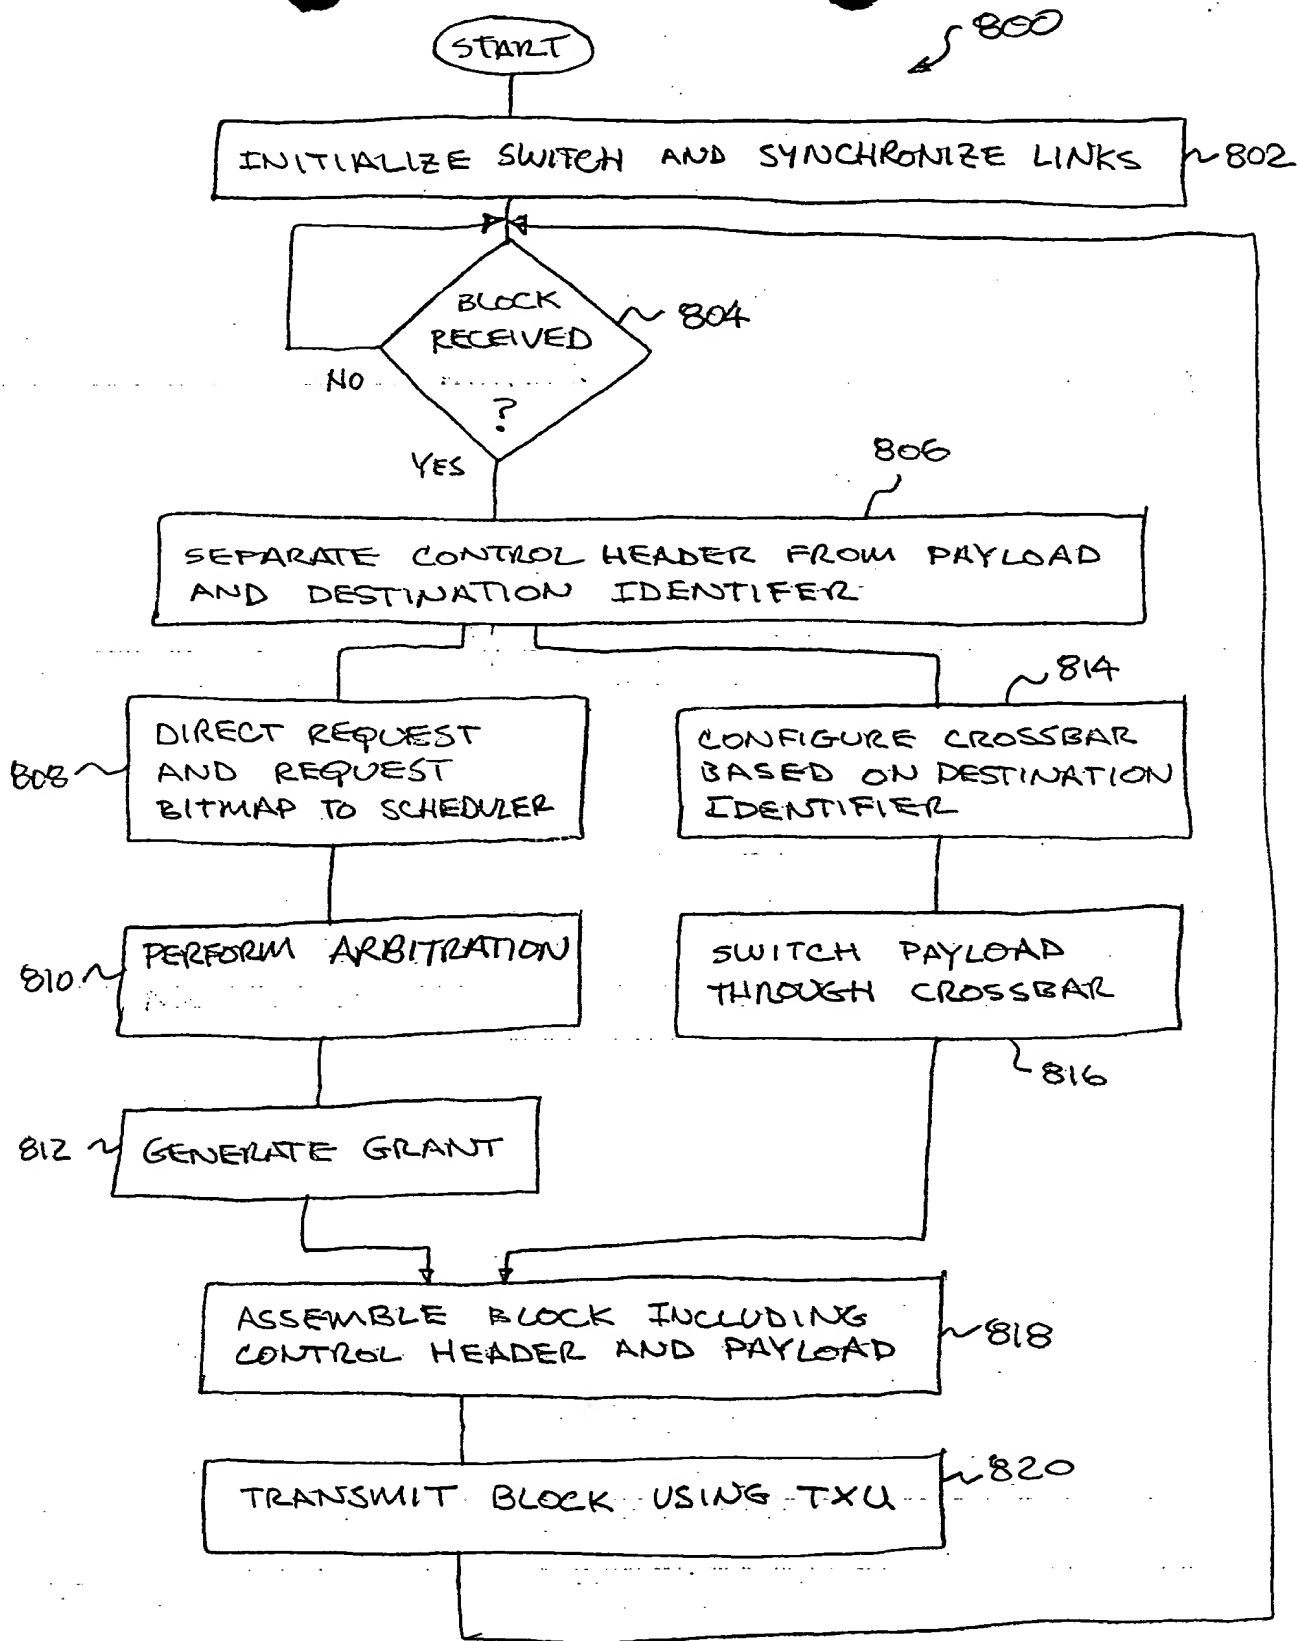 START
800
INITIALIZE SWITCH AND SYNCHRONIZE LINKS
802
BLOCK
RECEIVED
?
804
NO
YES
806
SEPARATE CONTROL HEADER FROM PAYLOAD
AND DESTINATION IDENTIFER
808
DIRECT REQUEST
AND REQUEST
BITMAP TO SCHEDULER
814
CONFIGURE CROSSBAR
BASED ON DESTINATION
IDENTIFIER
810
PERFORM ARBITRATION
SWITCH PAYLOAD
THROUGH CROSSBAR
816
812
GENERATE GRANT
ASSEMBLE BLOCK INCLUDING
CONTROL HEADER AND PAYLOAD
818
TRANSMIT BLOCK USING TXU
820